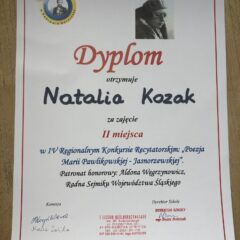 Dyplom
otrzymuje
Natalia Kozak
za zajęcie
II miejsca
w IV Regionalnym Konkursie Recytatorskim: „Poezja
Marii Pawlikowskiej - Jasnorzewskiej”.
Patronat honorowy: Aldona Węgrzynowicz,
Radna Sejmiku Województwa Śląskiego
Komisja
Dyrektor Szkoły